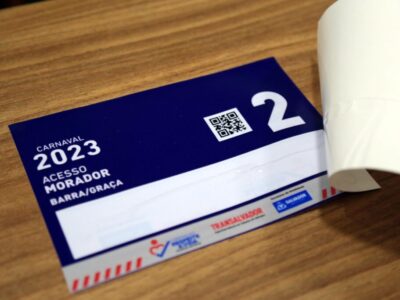 CARNAVAL
2023
ACESSO
MORADOR
BARRA/GRAÇA
2
TRANSALVADOR
SALVADOR